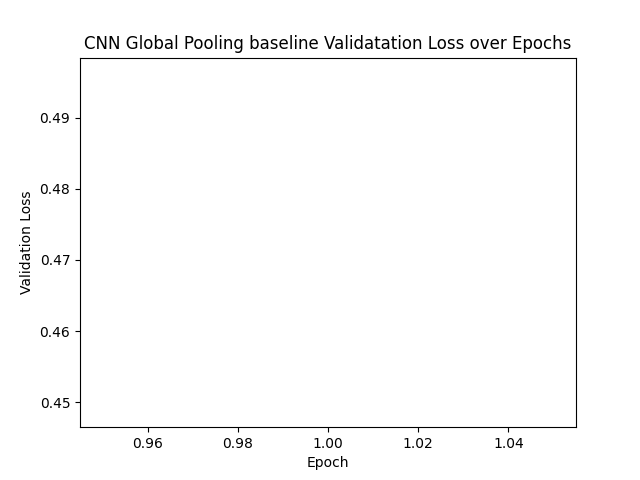 CNN Global Pooling baseline Validatation Loss over Epochs
0.49
0.48
0.47
0.46
0.45
Validation Loss
0.96 0.98 1.00 1.02 1.04
Epoch